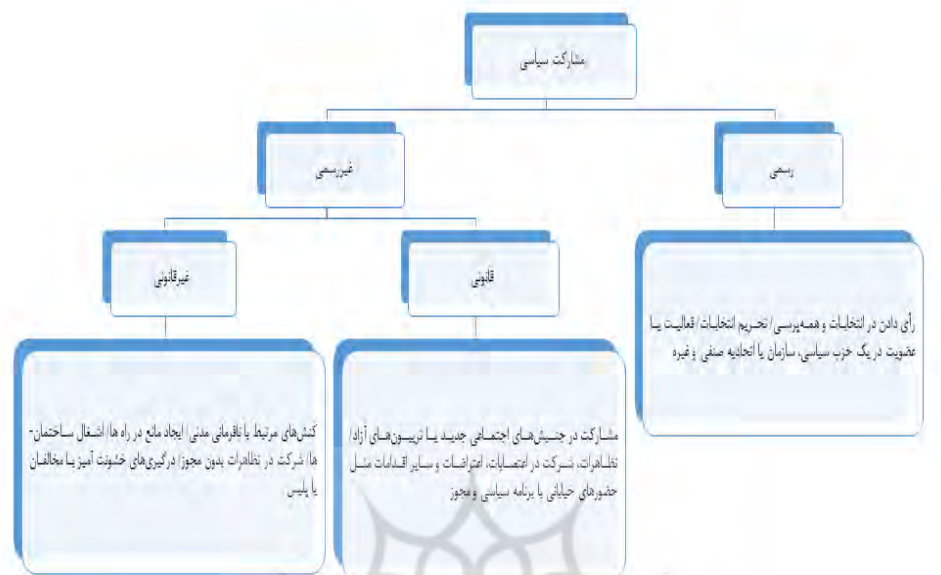 مشارکت سیاسی
رسمی
غیررسمی
قانونی
غیرقانونی
رأی دادن در انتخابات و همه‌پرسی/ تحریم انتخابات/ فعالیت یا
عضویت در یک حزب سیاسی، سازمان یا اتحادیه صنفی و غیره
مشارکت در جنبش‌های اجتماعی جدید یا تریبون‌های آزاد/
تظاهرات، شرکت در اعتصابات، اعتراضات و سایر اقدامات مثل
حضورهای خیابانی با برنامه سیاسی و مجوز
کنش‌های مرتبط با نافرمانی مدنی/ ایجاد مانع در راه ها/ اشغال ساختمان-
ها/ شرکت در تظاهرات بدون مجوز/ درگیری‌های خشونت آمیز با مخالفان
یا پلیس